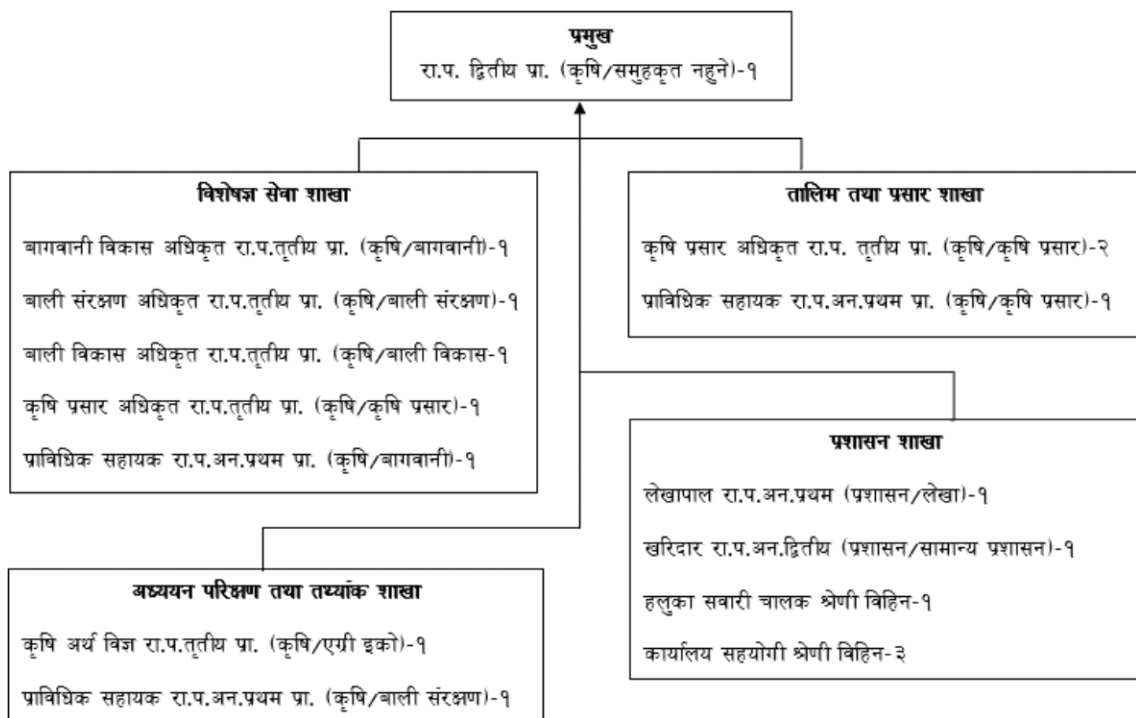 प्रमुख
रा.प. द्वितीय प्रा. (कृषि/समुहकृत नहुने)-१
विशेषज्ञ सेवा शाखा
बागवानी विकास अधिकृत रा.प.तृतीय प्रा. (कृषि/बागवानी)-१
बाली संरक्षण अधिकृत रा.प.तृतीय प्रा. (कृषि/बाली संरक्षण)-१
बाली विकास अधिकृत रा.प.तृतीय प्रा. (कृषि/बाली विकास-१
कृषि प्रसार अधिकृत रा.प.तृतीय प्रा. (कृषि/कृषि प्रसार)-१
प्राविधिक सहायक रा.प.अन.प्रथम प्रा. (कृषि/बागवानी)-१
तालिम तथा प्रसार शाखा
कृषि प्रसार अधिकृत रा.प. तृतीय प्रा. (कृषि/कृषि प्रसार)-२
प्राविधिक सहायक रा.प.अन.प्रथम प्रा. (कृषि/कृषि प्रसार)-१
प्रशासन शाखा
लेखापाल रा.प.अन.प्रथम (प्रशासन/लेखा)-१
खरिदार रा.प.अन.द्वितीय (प्रशासन/सामान्य प्रशासन)-१
हलुका सवारी चालक श्रेणी विहिन-१
कार्यालय सहयोगी श्रेणी विहिन-३
अध्ययन परिक्षण तथा तथ्यांक शाखा
कृषि अर्थ विज्ञ रा.प.तृतीय प्रा. (कृषि/एग्री इको)-१
प्राविधिक सहायक रा.प.अन.प्रथम प्रा. (कृषि/बाली संरक्षण)-१